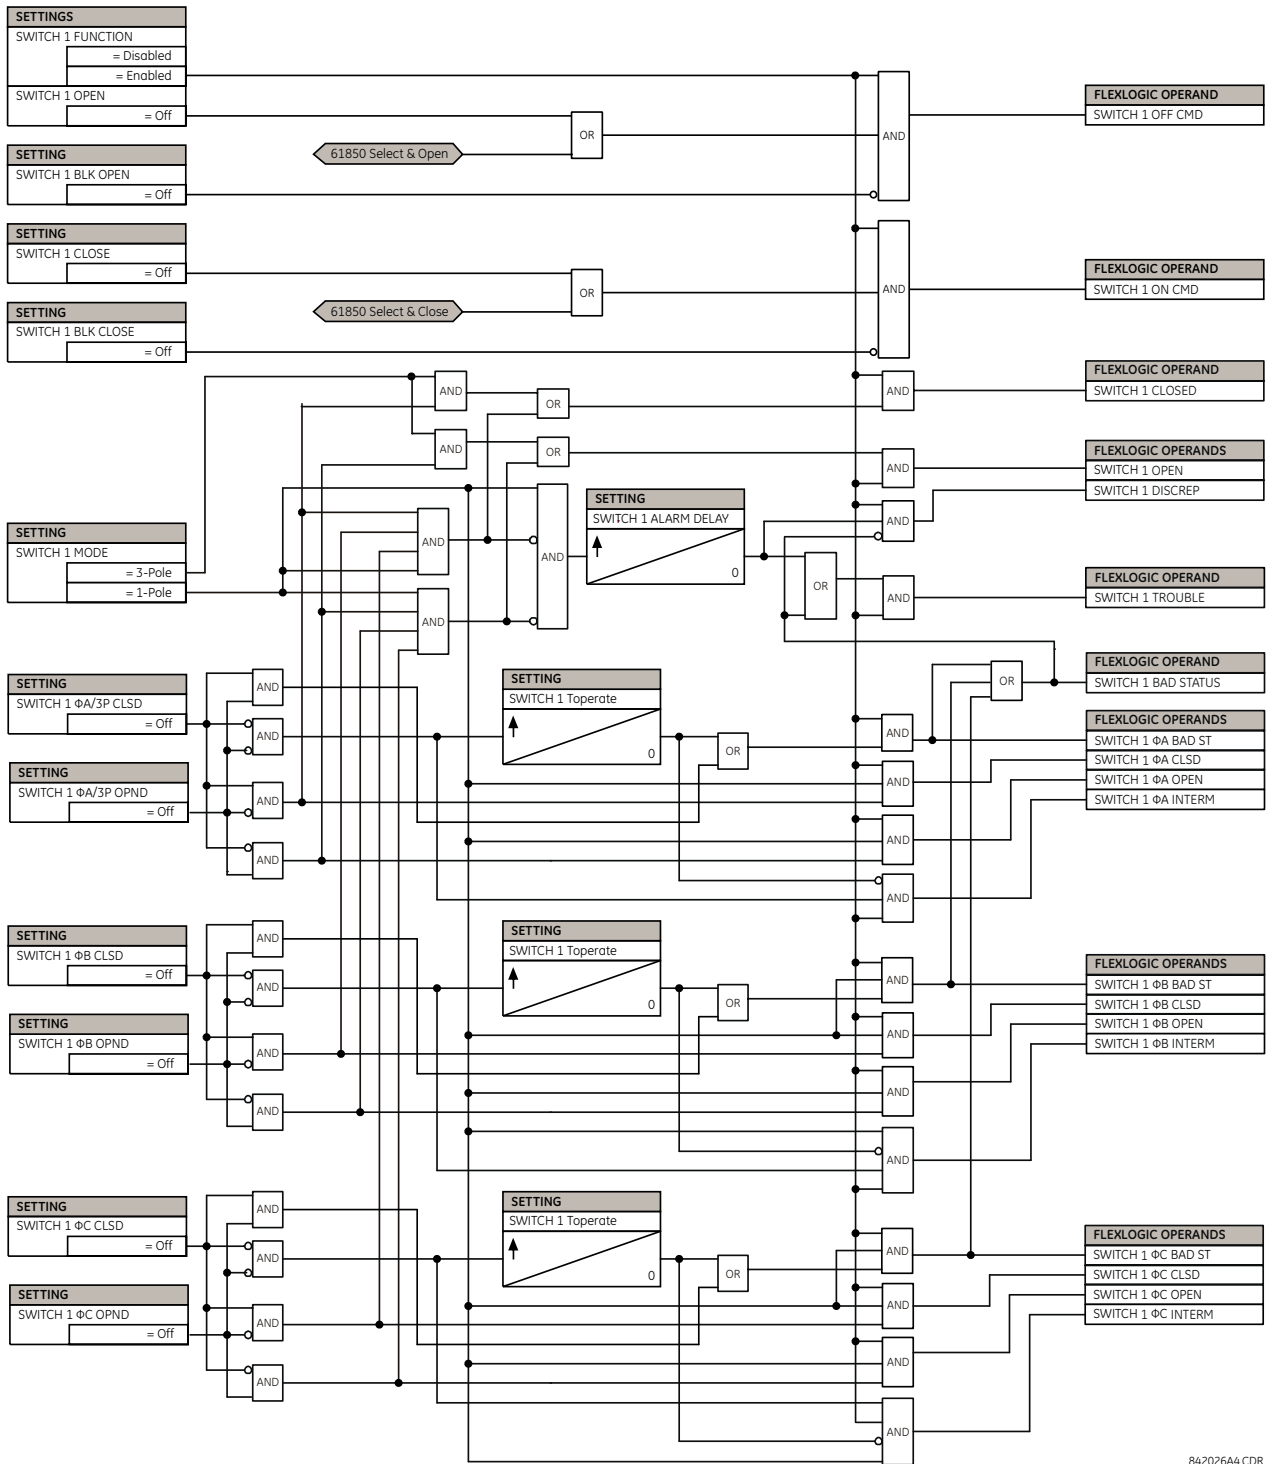 SETTINGS
SWITCH 1 FUNCTION
= Disabled
= Enabled
SWITCH 1 OPEN
= Off
SETTING
SWITCH 1 BLK OPEN
= Off
SETTING
SWITCH 1 CLOSE
= Off
SETTING
SWITCH 1 BLK CLOSE
= Off
61850 Select & Open
OR
AND
FLEXLOGIC OPERAND
SWITCH 1 OFF CMD
61850 Select & Close
OR
AND
FLEXLOGIC OPERAND
SWITCH 1 ON CMD
AND
OR
AND
FLEXLOGIC OPERAND
SWITCH 1 CLOSED
AND
OR
AND
FLEXLOGIC OPERANDS
SWITCH 1 OPEN
SWITCH 1 DISCREP
SETTING
SWITCH 1 MODE
= 3-Pole
= 1-Pole
AND
AND
AND
SETTING
SWITCH 1 ALARM DELAY
0
AND
OR
AND
FLEXLOGIC OPERAND
SWITCH 1 TROUBLE
SETTING
SWITCH 1 ΦA/3P CLSD
= Off
SETTING
SWITCH 1 ΦA/3P OPND
= Off
AND
AND
AND
AND
SETTING
SWITCH 1 Toperate
0
OR
AND
AND
AND
AND
OR
FLEXLOGIC OPERAND
SWITCH 1 BAD STATUS
FLEXLOGIC OPERANDS
SWITCH 1 ΦA BAD ST
SWITCH 1 ΦA CLSD
SWITCH 1 ΦA OPEN
SWITCH 1 ΦA INTERM
SETTING
SWITCH 1 ΦB CLSD
= Off
SETTING
SWITCH 1 ΦB OPND
= Off
AND
AND
AND
AND
SETTING
SWITCH 1 Toperate
0
OR
AND
AND
AND
AND
FLEXLOGIC OPERANDS
SWITCH 1 ΦB BAD ST
SWITCH 1 ΦB CLSD
SWITCH 1 ΦB OPEN
SWITCH 1 ΦB INTERM
SETTING
SWITCH 1 ΦC CLSD
= Off
SETTING
SWITCH 1 ΦC OPND
= Off
AND
AND
AND
AND
SETTING
SWITCH 1 Toperate
0
OR
AND
AND
AND
AND
FLEXLOGIC OPERANDS
SWITCH 1 ΦC BAD ST
SWITCH 1 ΦC CLSD
SWITCH 1 ΦC OPEN
SWITCH 1 ΦC INTERM
842026A4.CDR